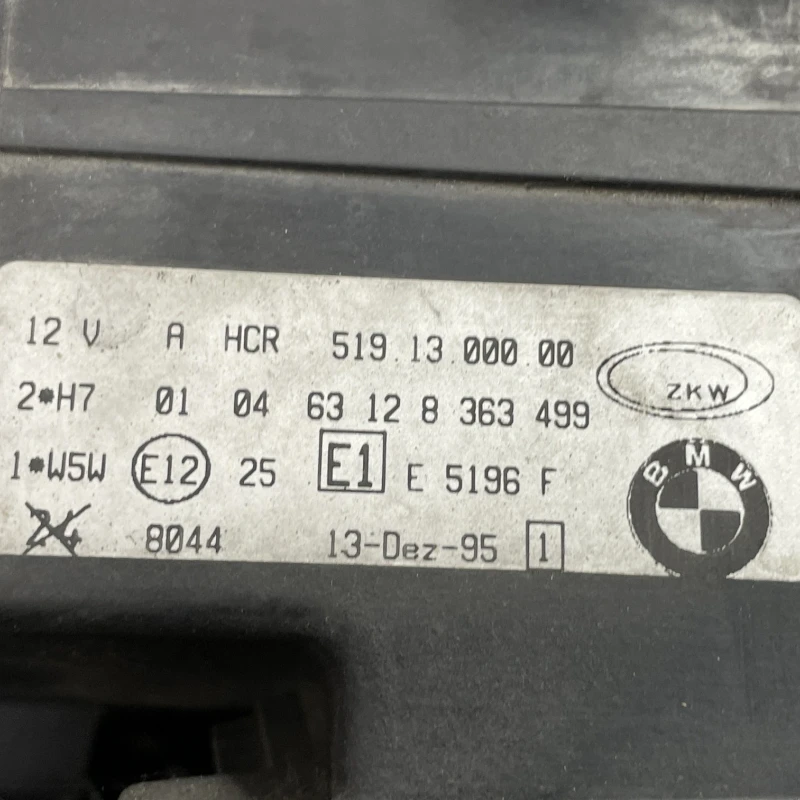 12 V A HCR 519.13.000.00
2*H7 01 04 63 12 8 363 499
ZKW
1*W5W E12 25 E1 E 5196 F
BMW
24 8044 13-Dez-95 1